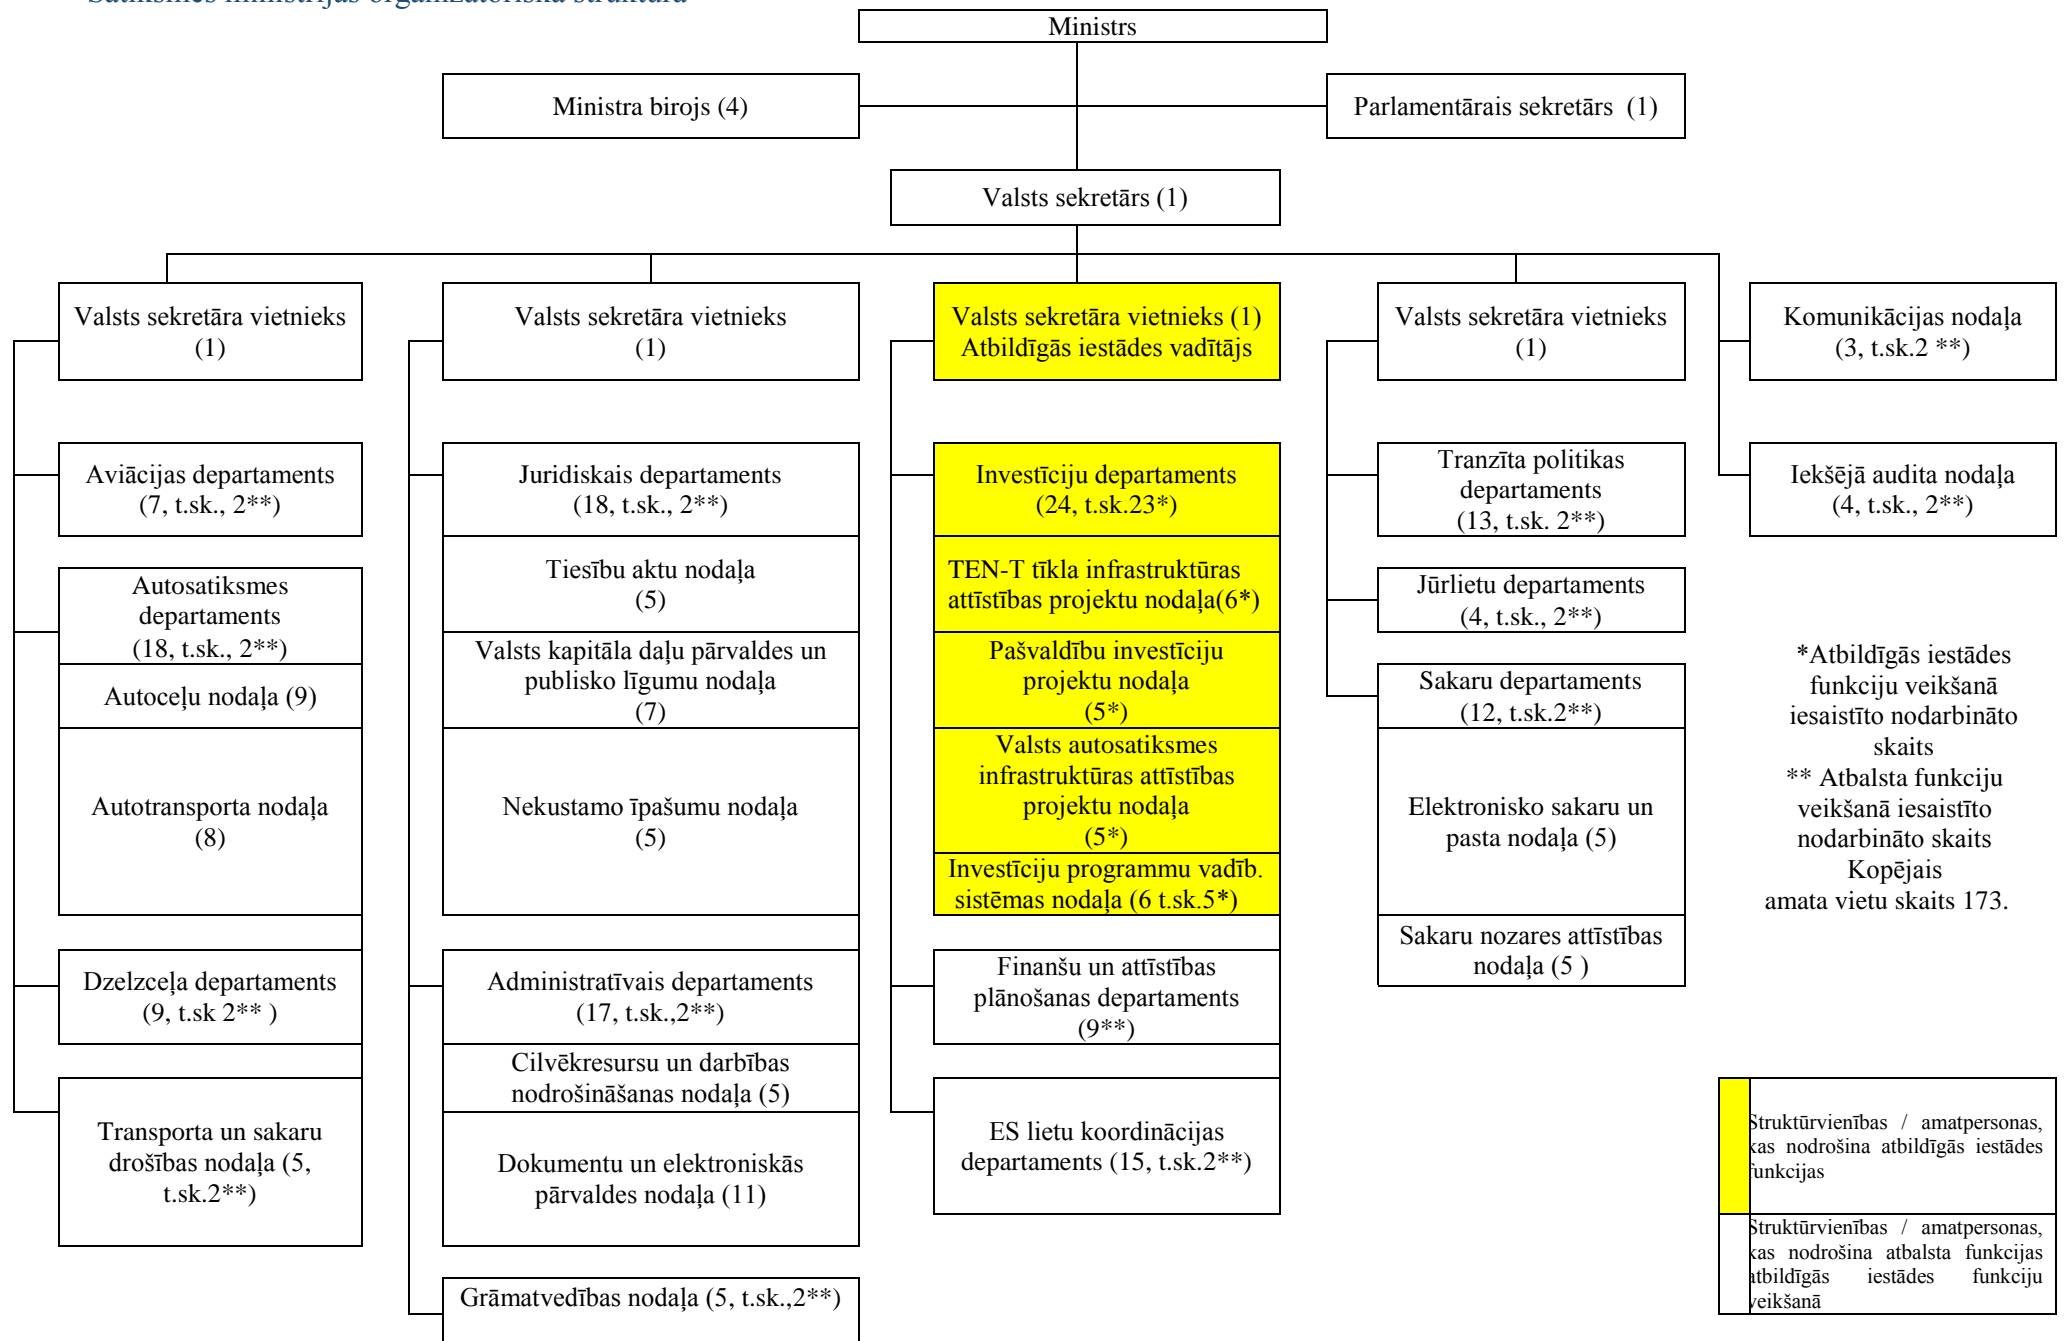 Satiksmes ministrijas organizatoriskā struktūra
Ministrs
Ministra birojs (4)
Parlamentārais sekretārs (1)
Valsts sekretārs (1)
Valsts sekretāra vietnieks
(1)
Valsts sekretāra vietnieks
(1)
Valsts sekretāra vietnieks (1)
Atbildīgās iestādes vadītājs
Valsts sekretāra vietnieks
(1)
Komunikācijas nodaļa
(3, t.sk.2 **)
Aviācijas departaments
(7, t.sk., 2**)
Autosatiksmes
departaments
(18, t.sk., 2**)
Autoceļu nodaļa (9)
Autotransporta nodaļa
(8)
Dzelzceļa departaments
(9, t.sk 2** )
Transporta un sakaru
drošības nodaļa (5,
t.sk.2**)
Juridiskais departaments
(18, t.sk., 2**)
Tiesību aktu nodaļa
(5)
Valsts kapitāla daļu pārvaldes un
publisko līgumu nodaļa
(7)
Nekustamo īpašumu nodaļa
(5)
Administratīvais departaments
(17, t.sk.,2**)
Cilvēkresursu un darbības
nodrošināšanas nodaļa (5)
Dokumentu un elektroniskās
pārvaldes nodaļa (11)
Grāmatvedības nodaļa (5, t.sk.,2**)
Investīciju departaments
(24, t.sk.23*)
TEN-T tīkla infrastruktūras
attīstības projektu nodaļa(6*)
Pašvaldību investīciju
projektu nodaļa
(5*)
Valsts autosatiksmes
infrastruktūras attīstības
projektu nodaļa
(5*)
Investīciju programmu vadīb.
sistēmas nodaļa (6 t.sk.5*)
Finanšu un attīstības
plānošanas departaments
(9**)
ES lietu koordinācijas
departaments (15, t.sk.2**)
Tranzīta politikas
departaments
(13, t.sk. 2**)
Jūrlietu departaments
(4, t.sk., 2**)
Sakaru departaments
(12, t.sk.2**)
Elektronisko sakaru un
pasta nodaļa (5)
Sakaru nozares attīstības
nodaļa (5 )
Iekšējā audita nodaļa
(4, t.sk., 2**)
*Atbildīgās iestādes
funkciju veikšanā
iesaistīto nodarbināto
skaits
** Atbalsta funkciju
veikšanā iesaistīto
nodarbināto skaits
Kopējais
amata vietu skaits 173.
Struktūrvienības / amatpersonas,
kas nodrošina atbildīgās iestādes
funkcijas
Struktūrvienības / amatpersonas,
kas nodrošina atbalsta funkcijas
atbildīgās iestādes funkciju
veikšanā